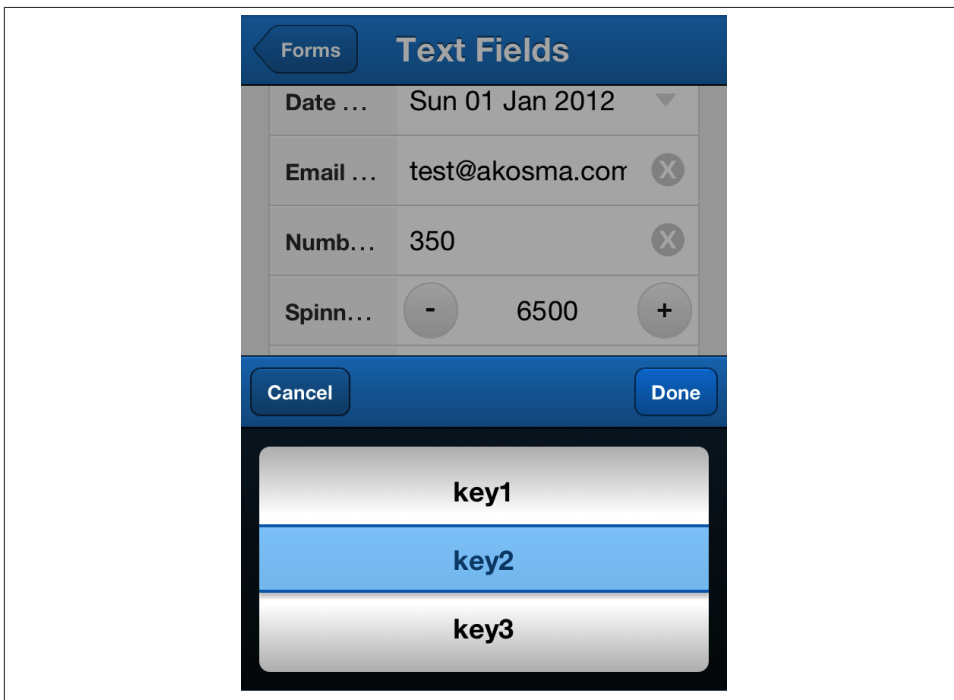 Forms Text Fields
Date ... Sun 01 Jan 2012
Email ... test@akosma.com
Numb... 350 X
Spinn... - 6500 +
Cancel Done
key1
key2
key3